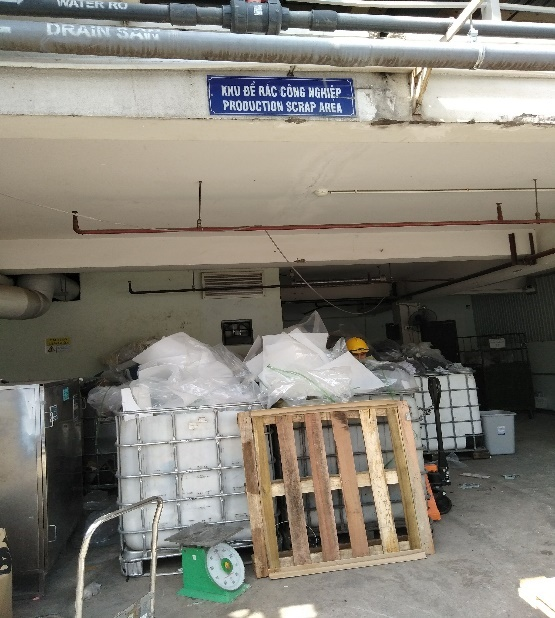 WATER RO
DRAIN SAN
KHU ĐỂ RÁC CÔNG NGHIỆP
PRODUCTION SCRAP AREA